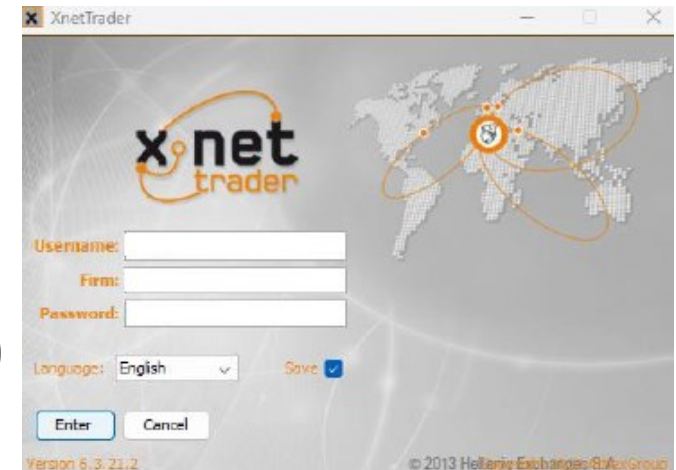 XnetTrader
x net
trader
Username:
Firm:
Password:
Language: English
Save
Enter Cancel
Version 6.3.21.2
© 2013 Hellenic Exchanges S.A.